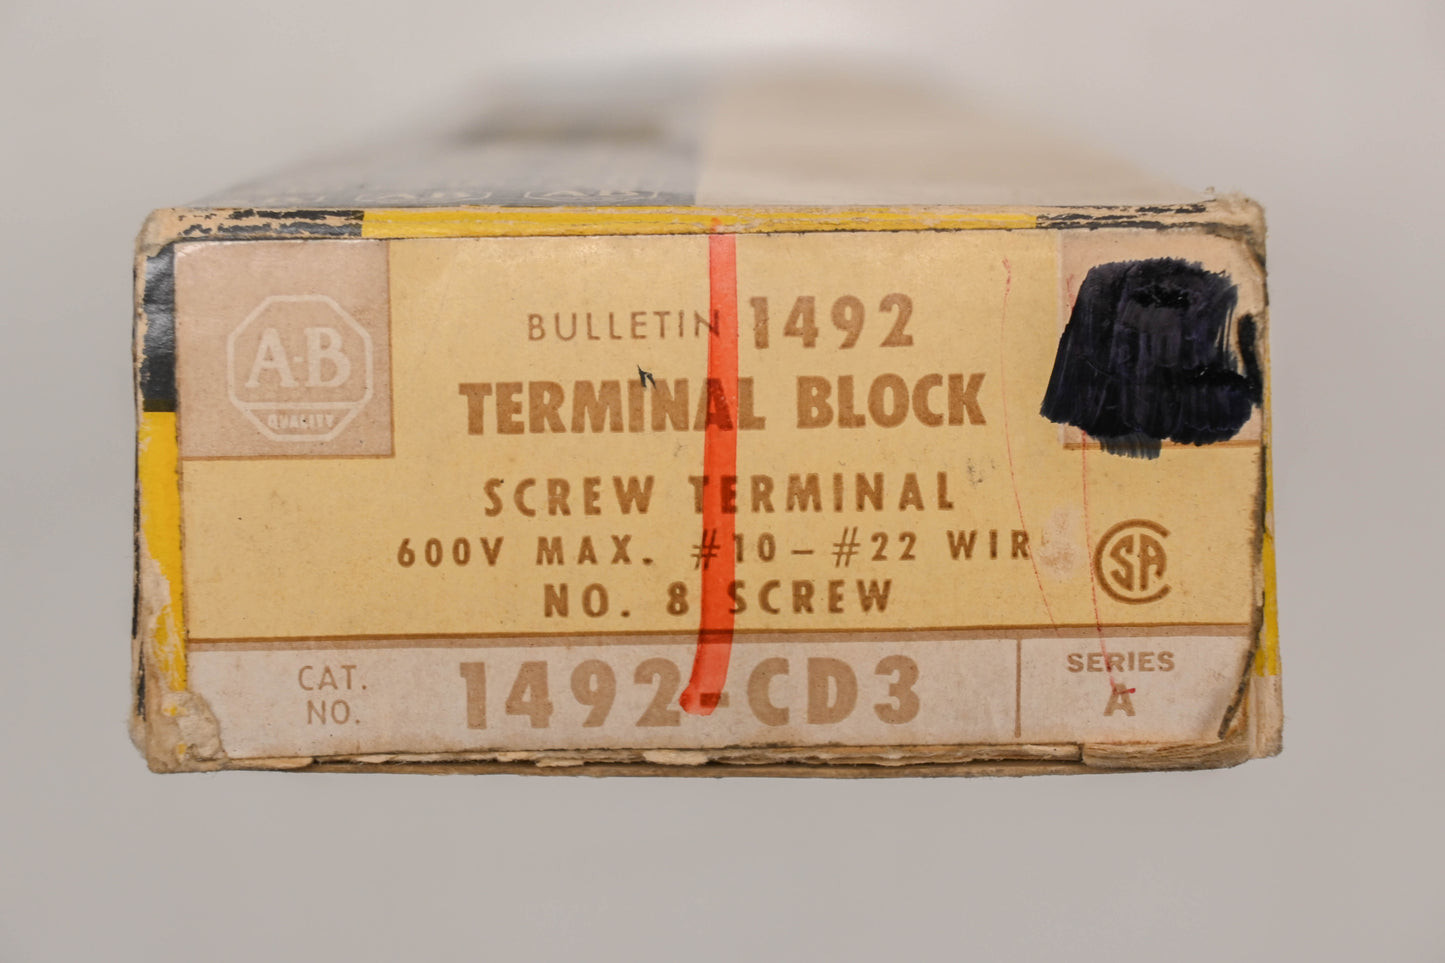 A-B
QUALITY
BULLETIN 1492
TERMINAL BLOCK
SCREW TERMINAL
600V MAX. #10 – #22 WIR
NO. 8 SCREW
CSA
CAT. NO.
1492-CD3
SERIES
A